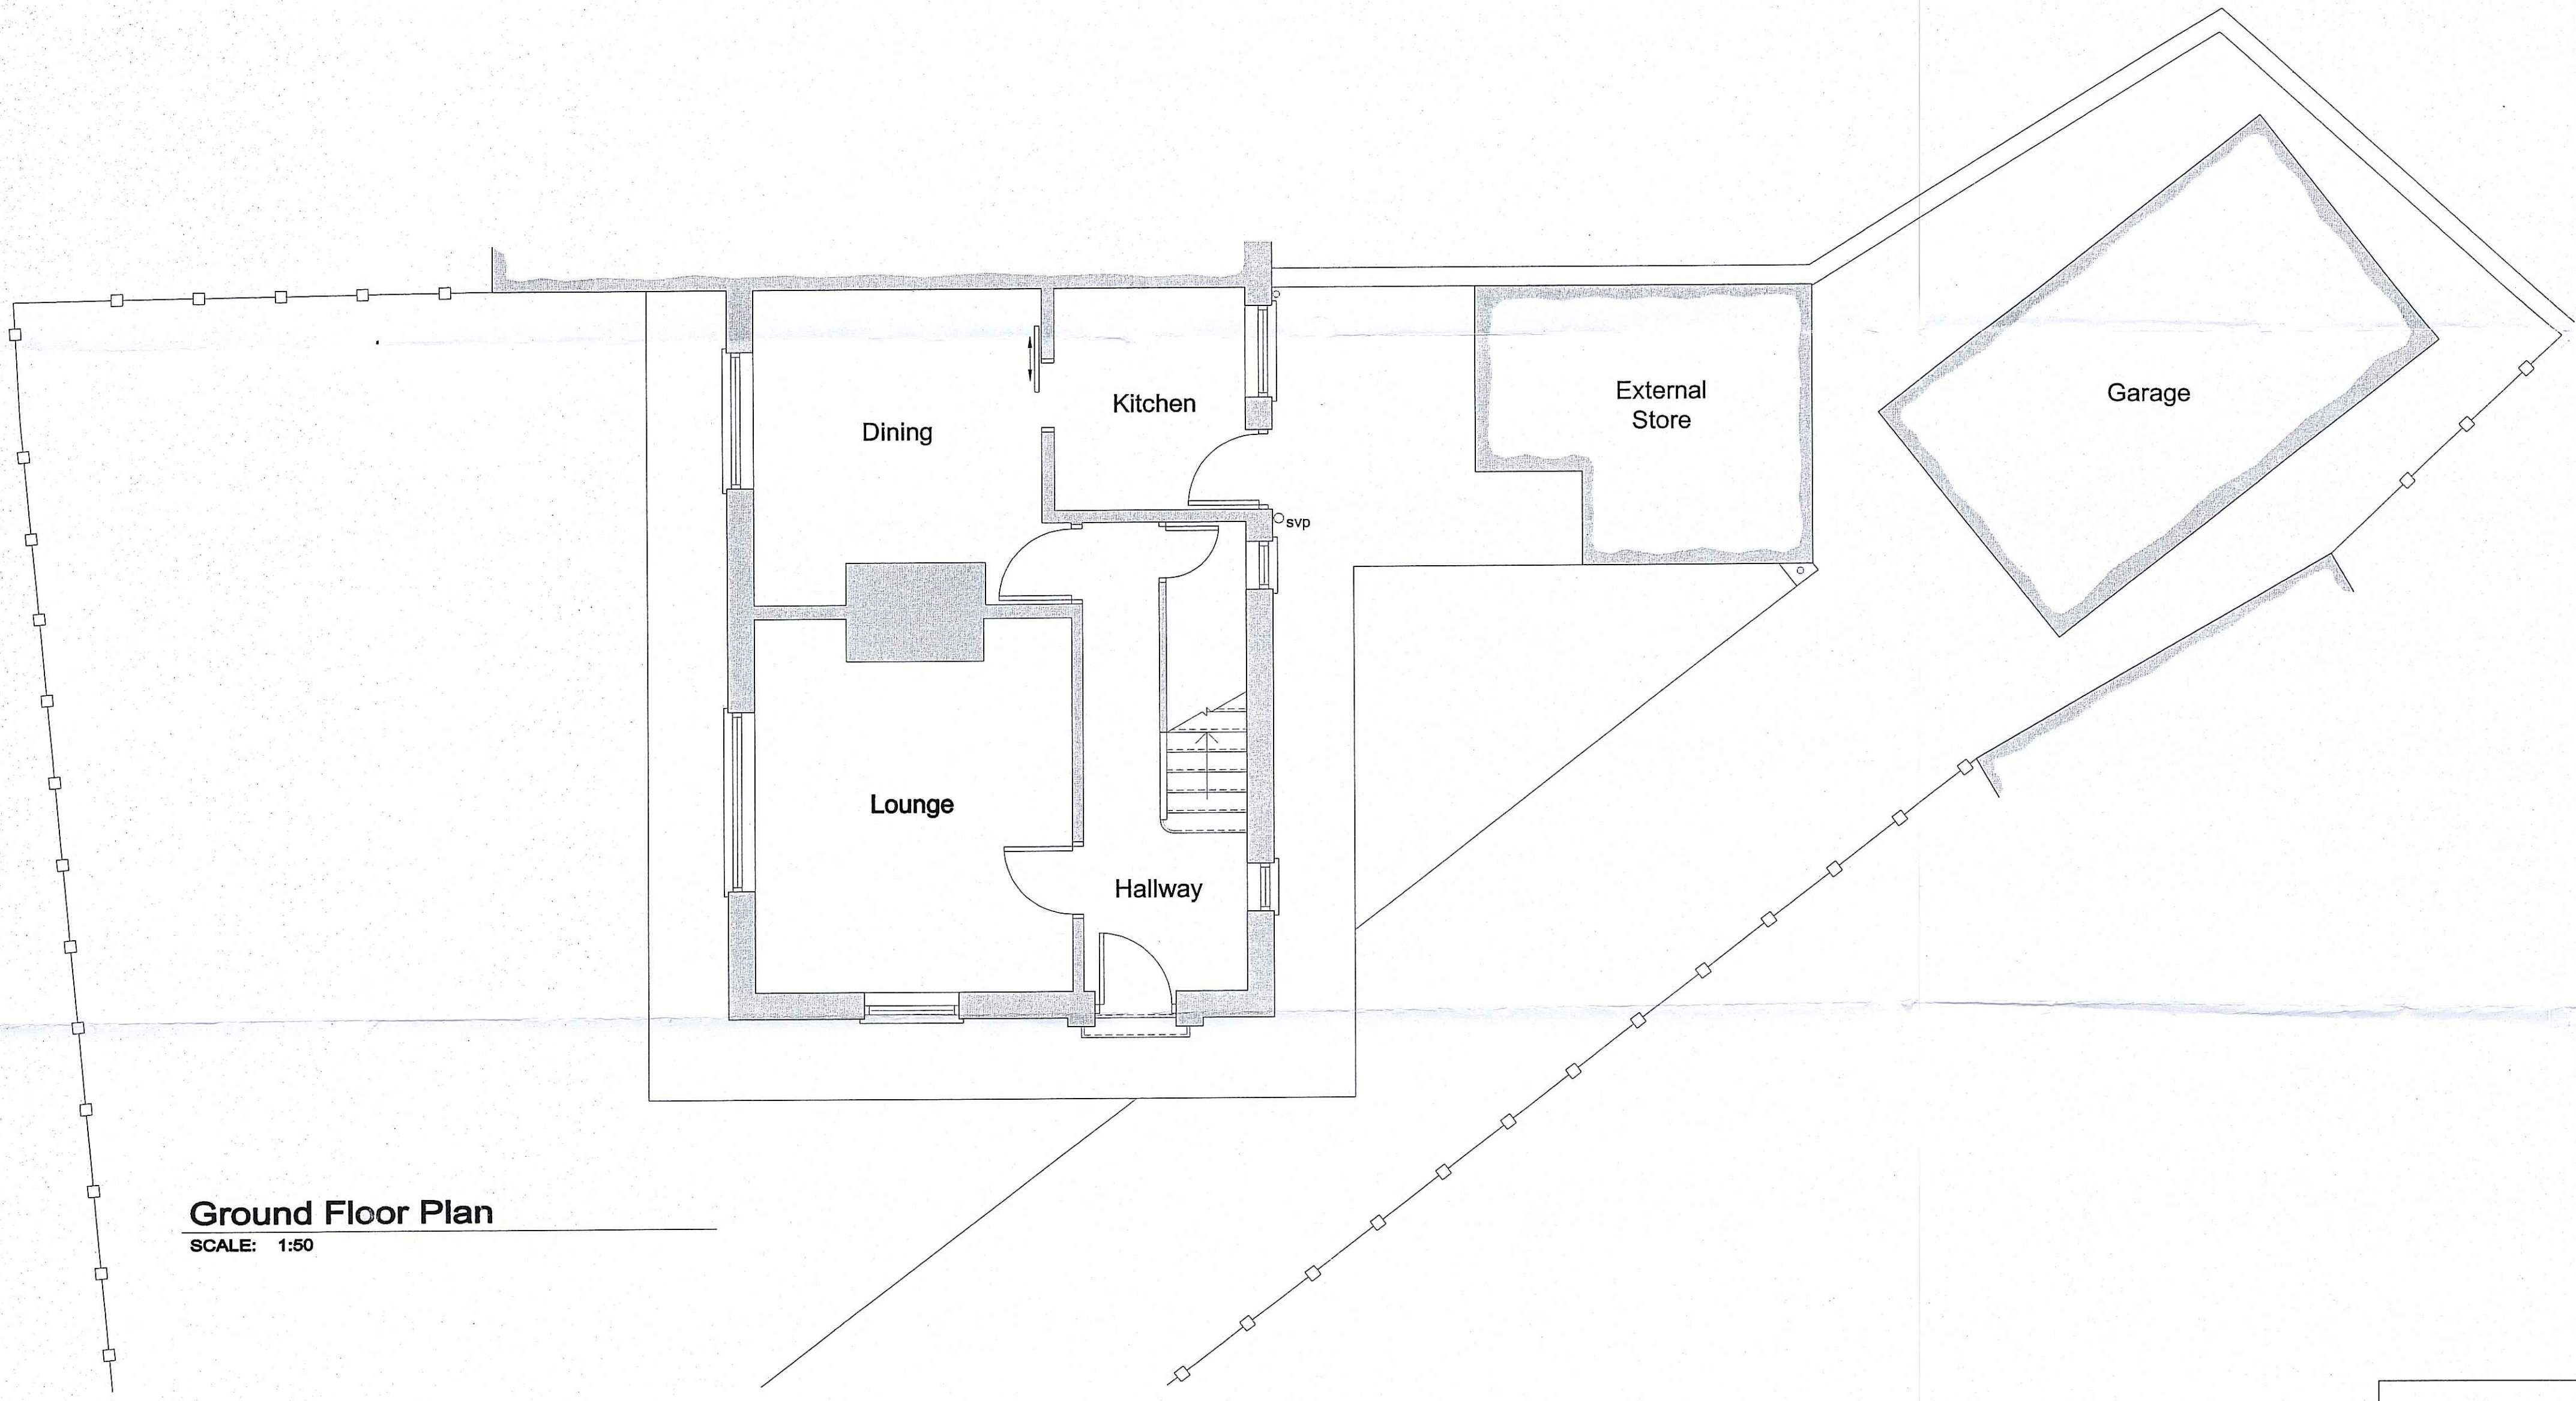 Dining
Kitchen
External
Store
Garage
svp
Lounge
Hallway
Ground Floor Plan
SCALE: 1:50